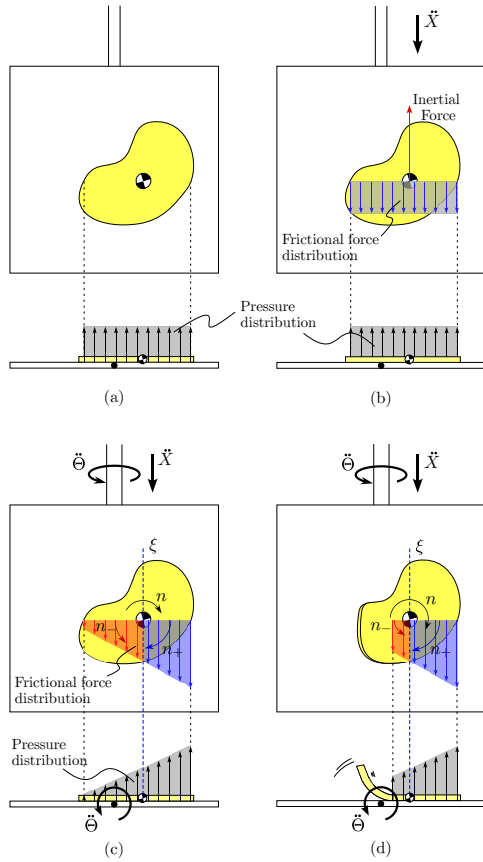 Ẍ
Inertial
Force
Frictional force
distribution
Pressure
distribution
(a)
(b)
Θ̈
Ẍ
Θ̈
Ẍ
ξ
ξ
n
n
n₋
n₋
n₊
n₊
Frictional force
distribution
Pressure
distribution
Θ̈
Θ̈
(c)
(d)